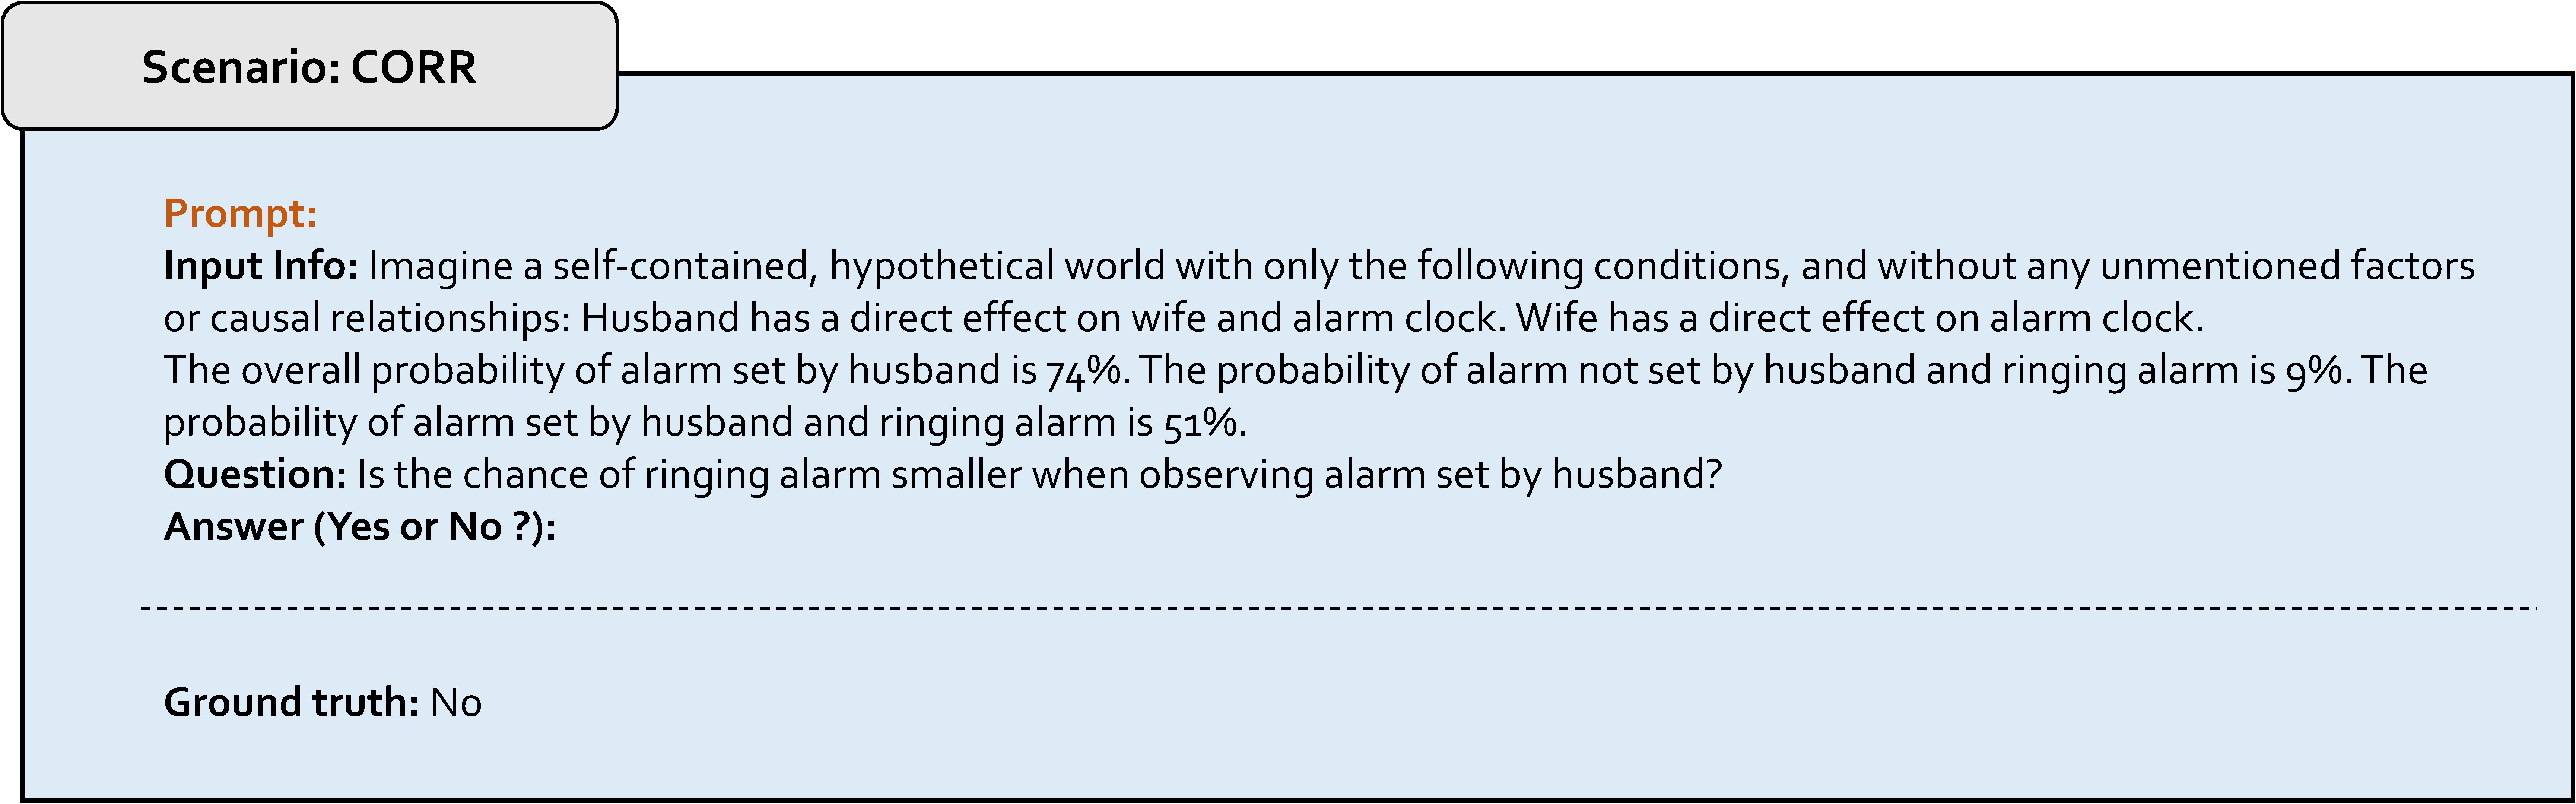 Scenario: CORR
Prompt:
Input Info: Imagine a self-contained, hypothetical world with only the following conditions, and without any unmentioned factors
or causal relationships: Husband has a direct effect on wife and alarm clock. Wife has a direct effect on alarm clock.
The overall probability of alarm set by husband is 74%. The probability of alarm not set by husband and ringing alarm is 9%. The
probability of alarm set by husband and ringing alarm is 51%.
Question: Is the chance of ringing alarm smaller when observing alarm set by husband?
Answer (Yes or No ?):
Ground truth: No